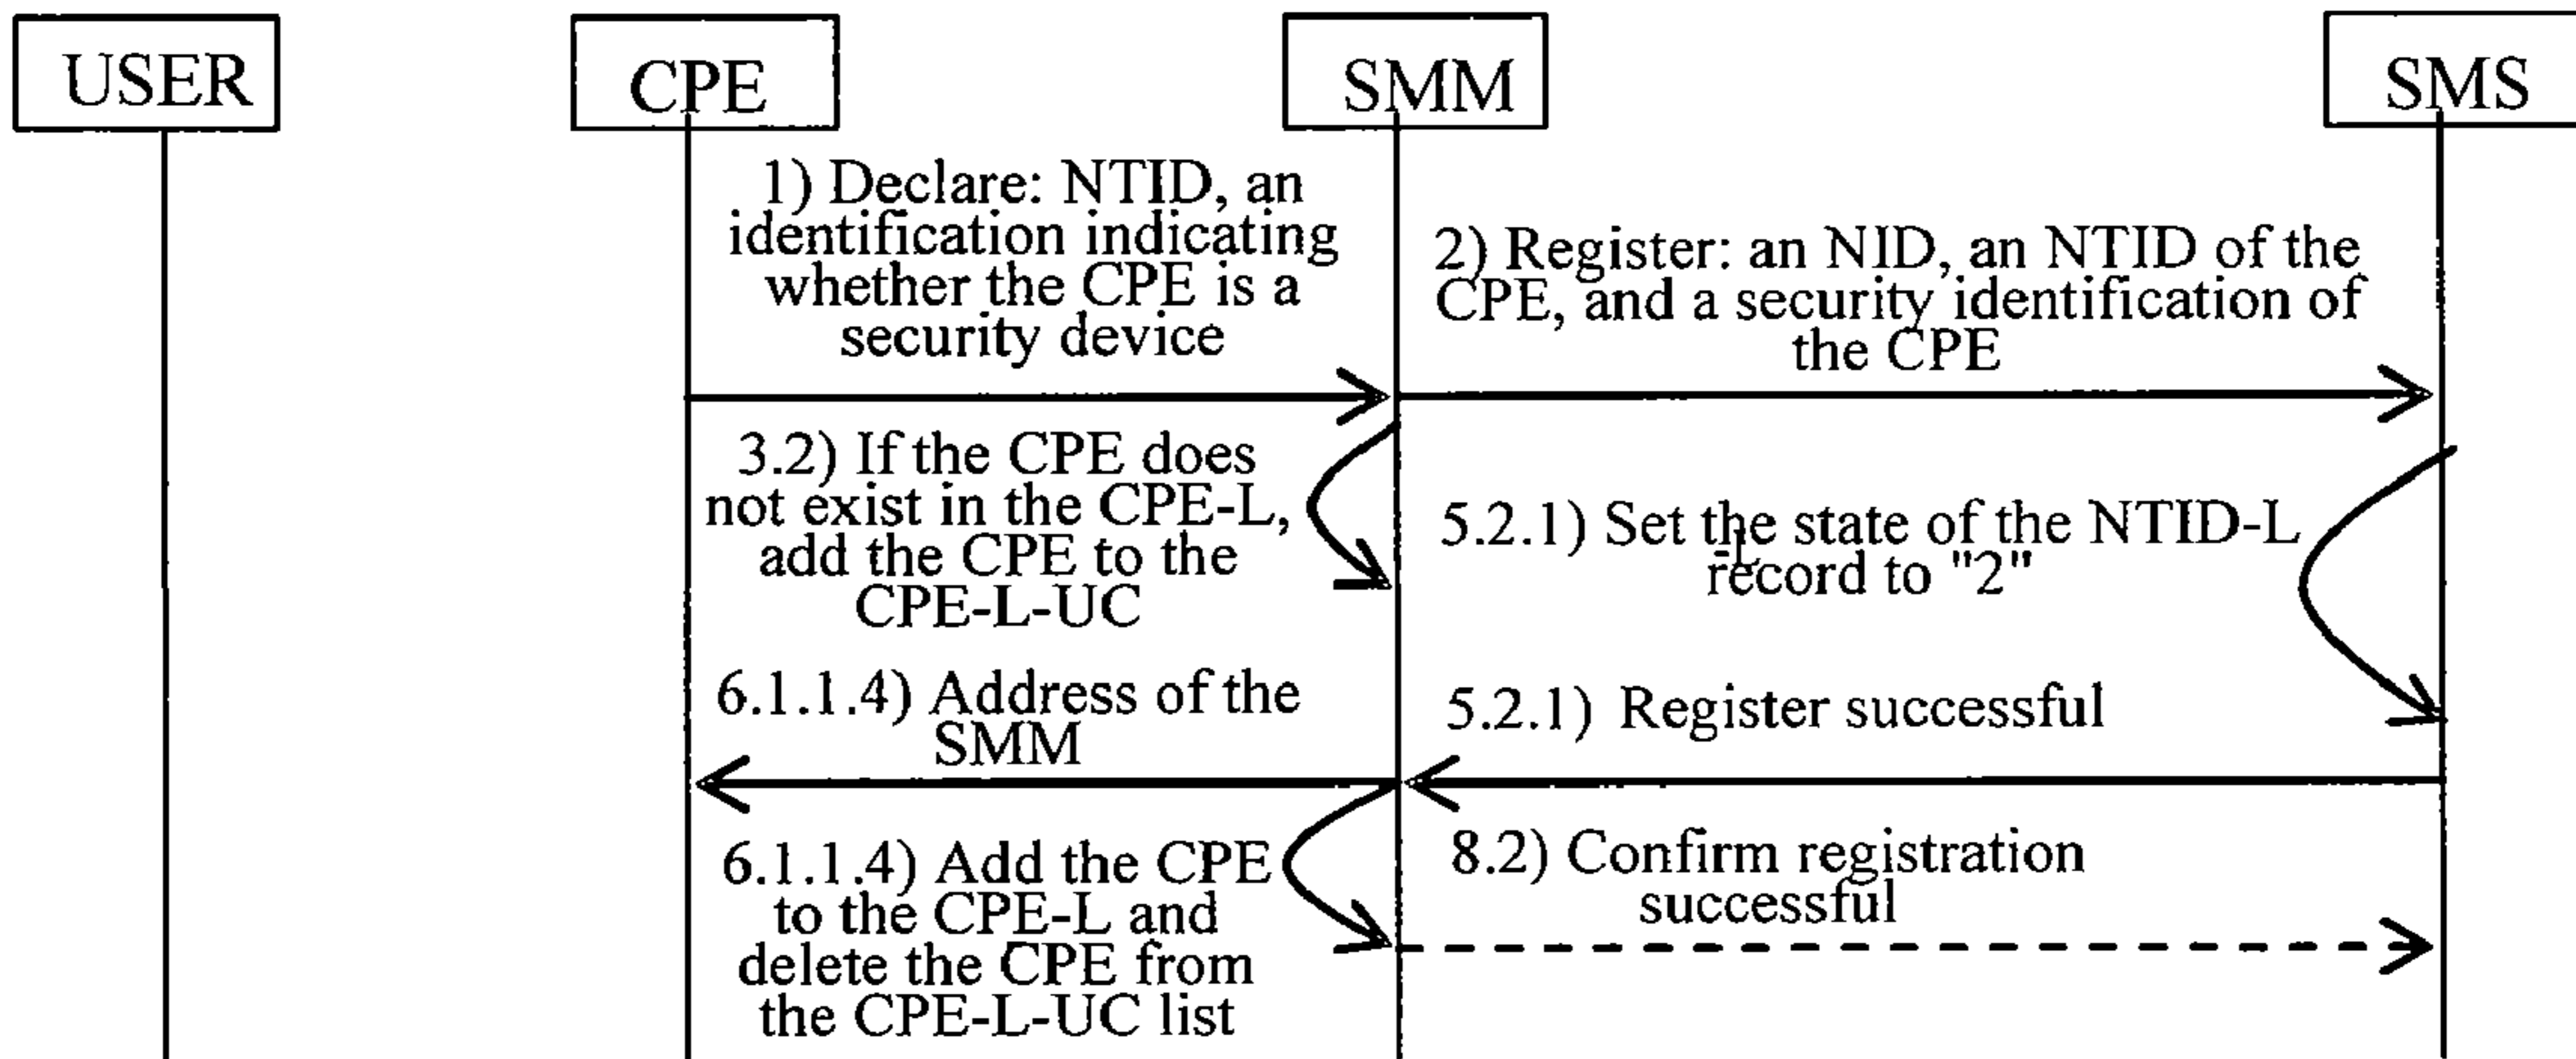 USER
CPE
SMM
SMS
1) Declare: NTID, an
identification indicating
whether the CPE is a
security device
2) Register: an NID, an NTID of the
CPE, and a security identification of
the CPE
3.2) If the CPE does
not exist in the CPE-L,
add the CPE to the
CPE-L-UC
5.2.1) Set the state of the NTID-L
record to "2"
6.1.1.4) Address of the
SMM
5.2.1) Register successful
6.1.1.4) Add the CPE
to the CPE-L and
delete the CPE from
the CPE-L-UC list
8.2) Confirm registration
successful